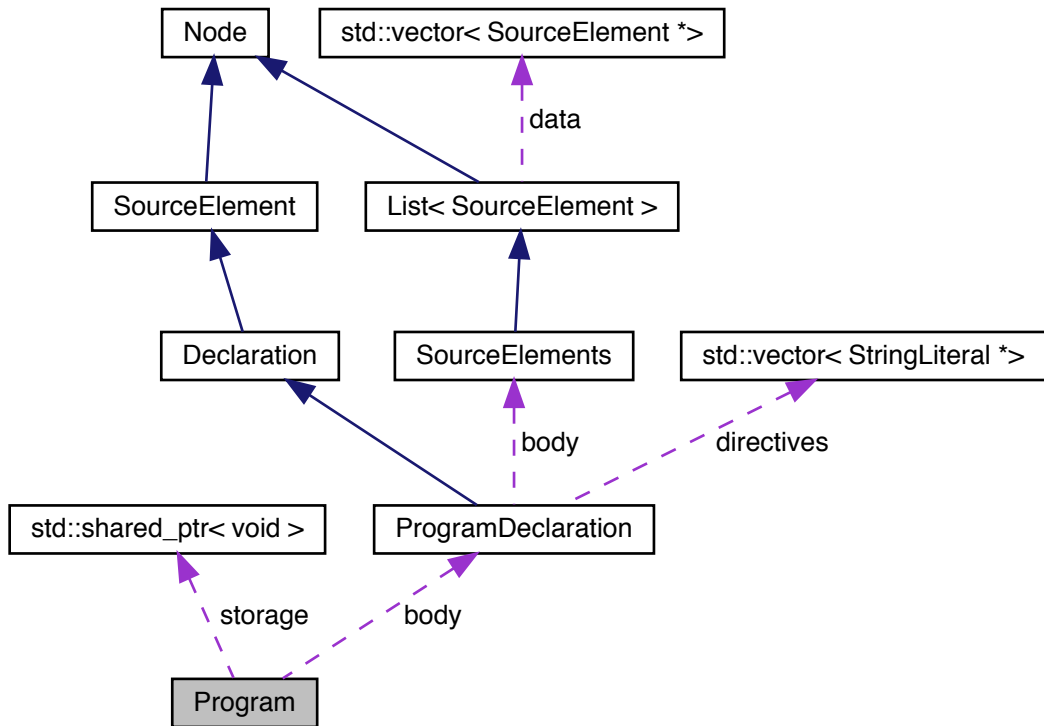 Node
std::vector< SourceElement *>
data
SourceElement
List< SourceElement >
Declaration
SourceElements
std::vector< StringLiteral *>
body
directives
std::shared_ptr< void >
ProgramDeclaration
storage
body
Program